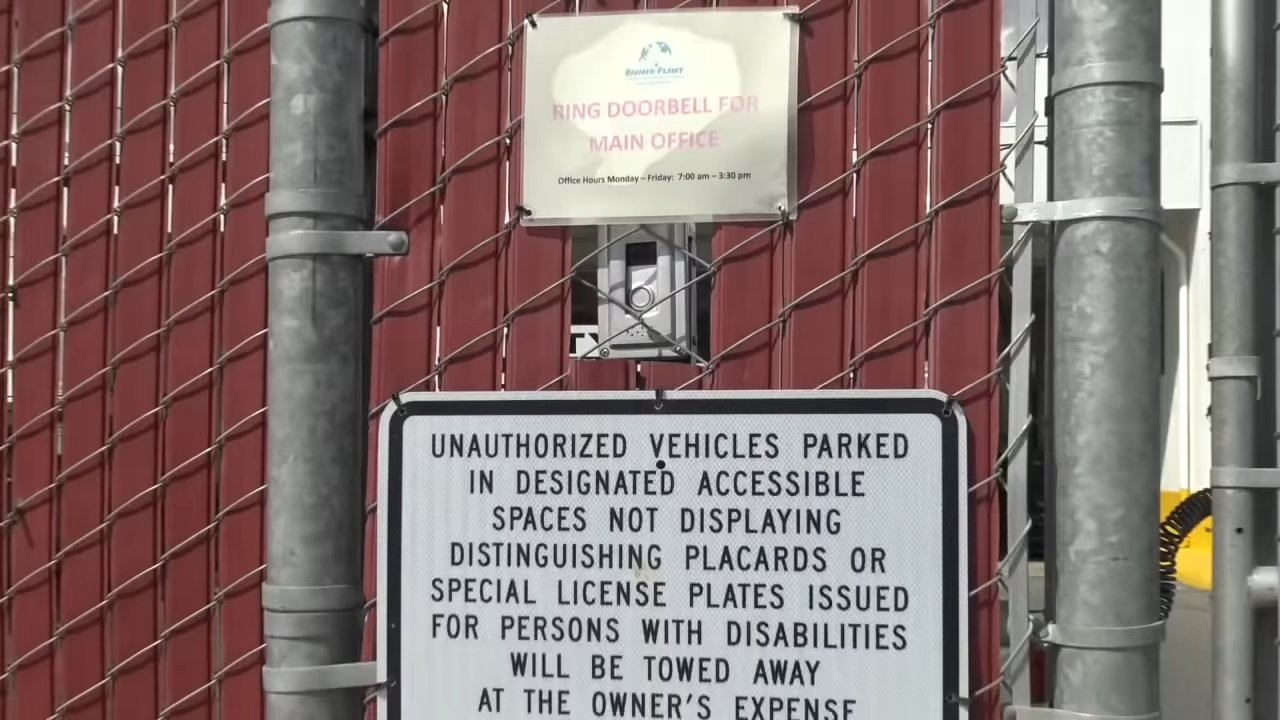 ENNIS FLINT
RING DOORBELL FOR
MAIN OFFICE
Office Hours Monday – Friday: 7:00 am – 3:30 pm
UNAUTHORIZED VEHICLES PARKED
IN DESIGNATED ACCESSIBLE
SPACES NOT DISPLAYING
DISTINGUISHING PLACARDS OR
SPECIAL LICENSE PLATES ISSUED
FOR PERSONS WITH DISABILITIES
WILL BE TOWED AWAY
AT THE OWNER'S EXPENSE